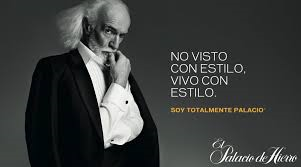 NO VISTO
CON ESTILO,
VIVO CON
ESTILO.
SOY TOTALMENTE PALACIO
El
Palacio de Hierro